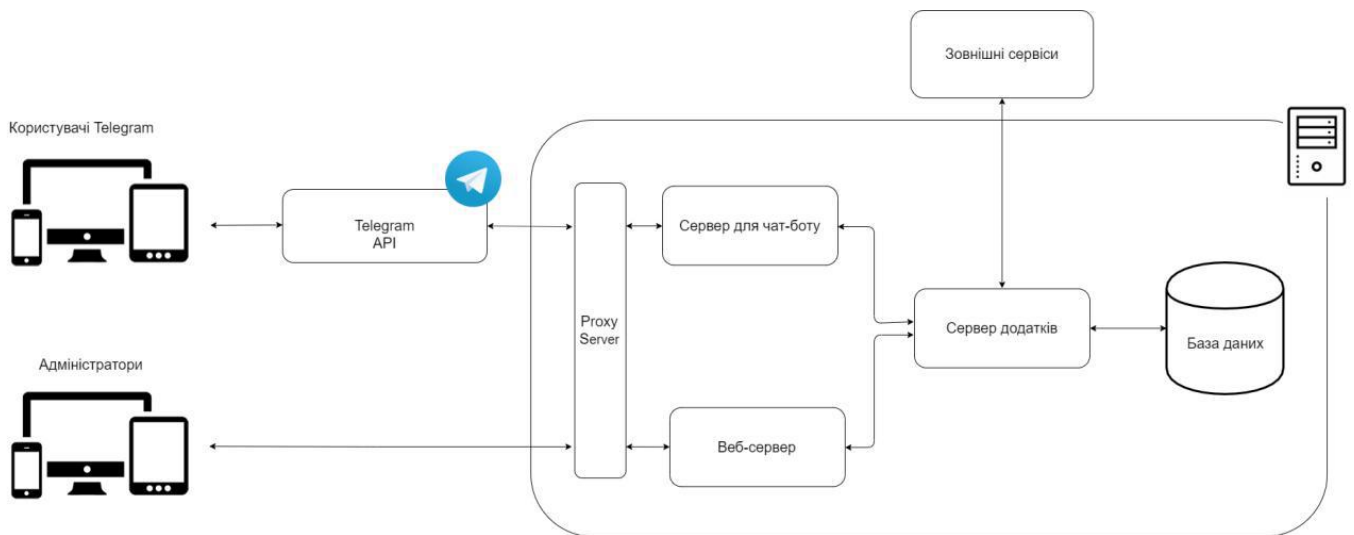 Зовнішні сервіси
Користувачі Telegram
Telegram
API
Сервер для чат-боту
Proxy
Server
Сервер додатків
База даних
Адміністратори
Веб-сервер